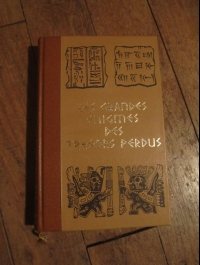 LES GRANDES
ENIGMES
DES
TRESORS PERDUS